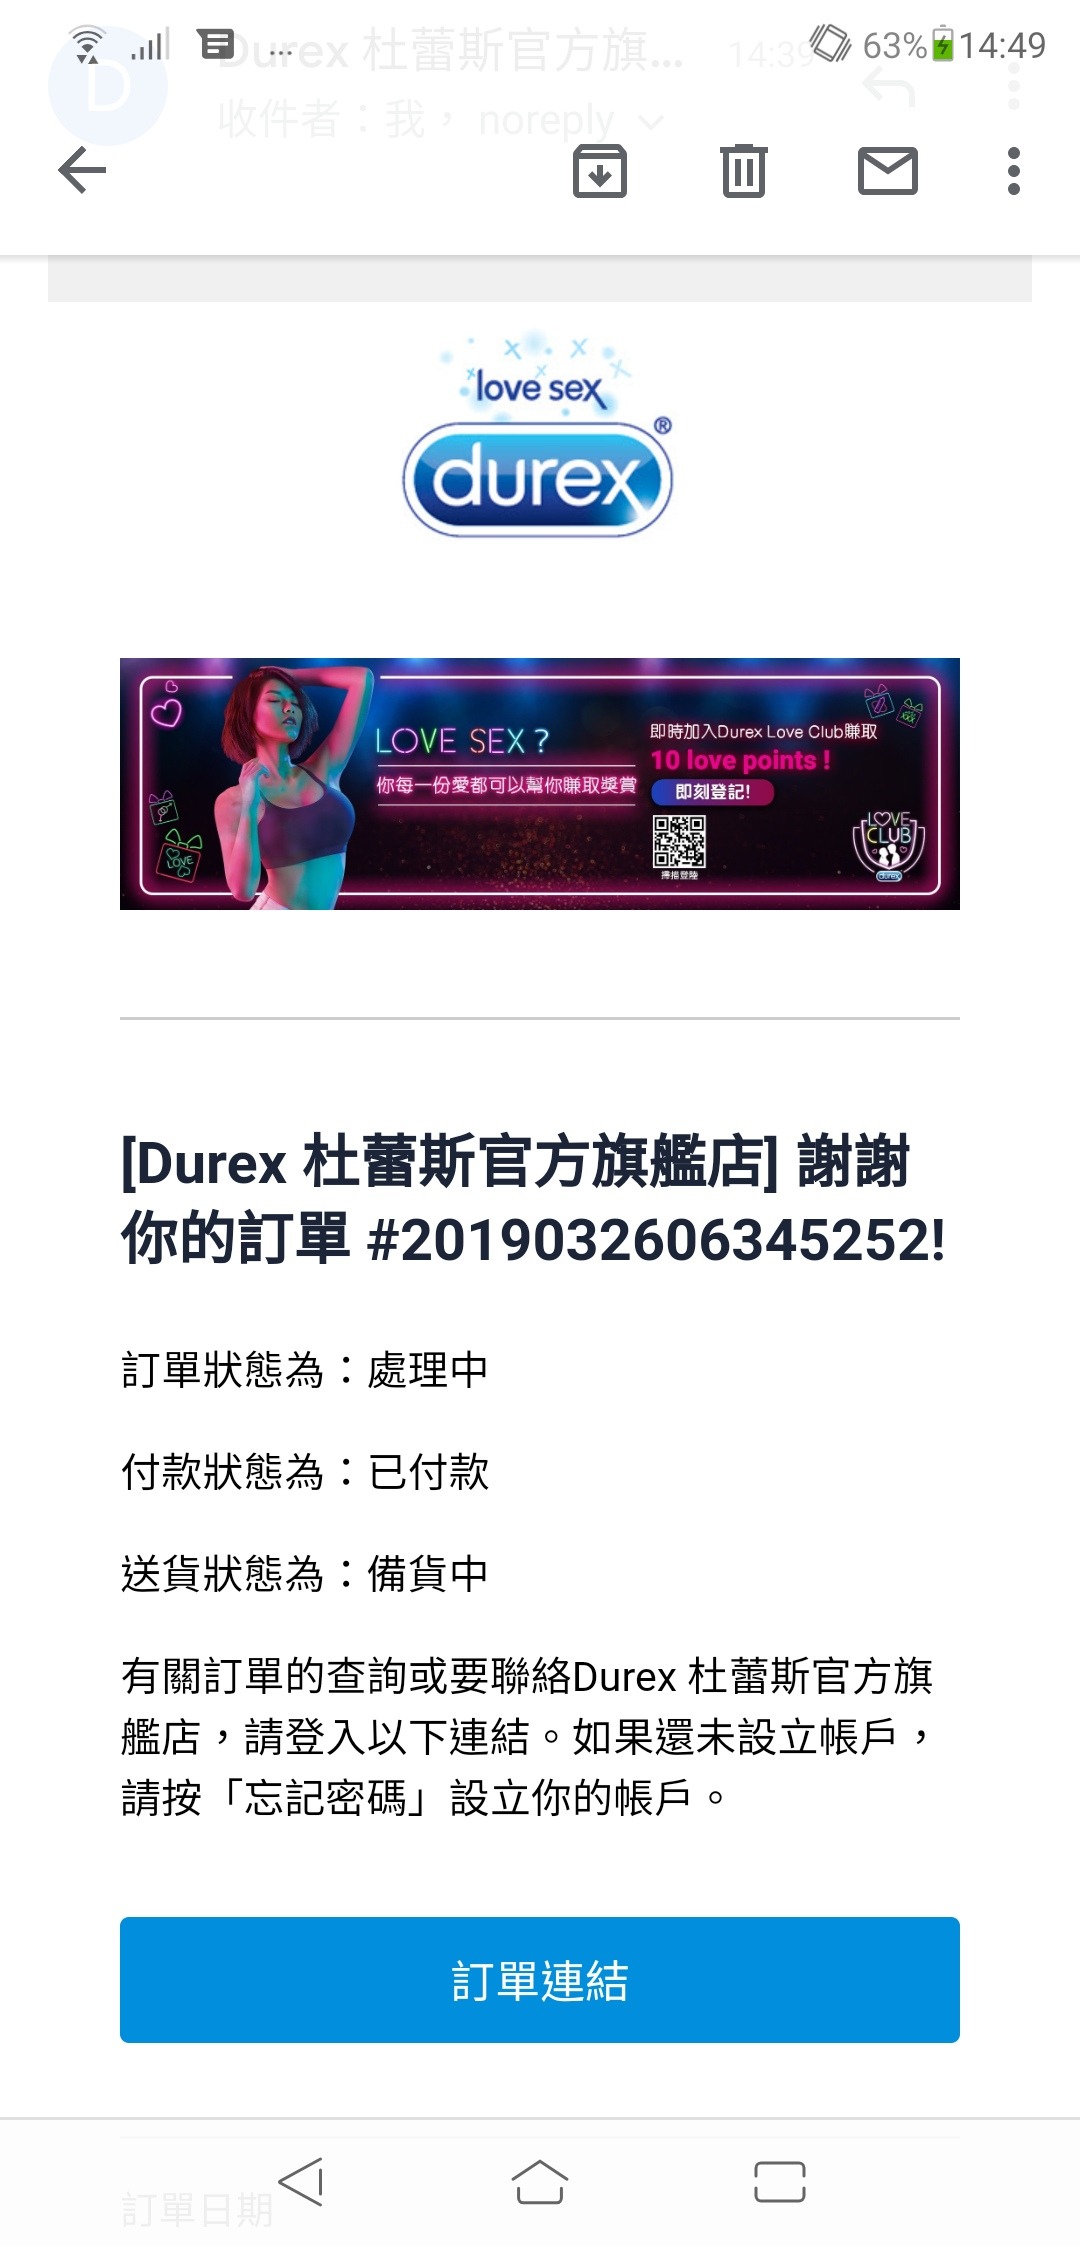 63% 14:49
...
Durex 杜蕾斯官方旗... 14:39
D
收件者：我， noreply
love sex
durex®
LOVE SEX ?
你每一份愛都可以幫你賺取獎賞
即時加入Durex Love Club賺取
10 love points !
即刻登記!
掃描登陸
LOVE
LOVE
CLUB
durex
[Durex 杜蕾斯官方旗艦店] 謝謝
你的訂單 #2019032606345252!
訂單狀態為：處理中
付款狀態為：已付款
送貨狀態為：備貨中
有關訂單的查詢或要聯絡Durex 杜蕾斯官方旗
艦店，請登入以下連結。如果還未設立帳戶，
請按「忘記密碼」設立你的帳戶。
訂單連結
訂單日期